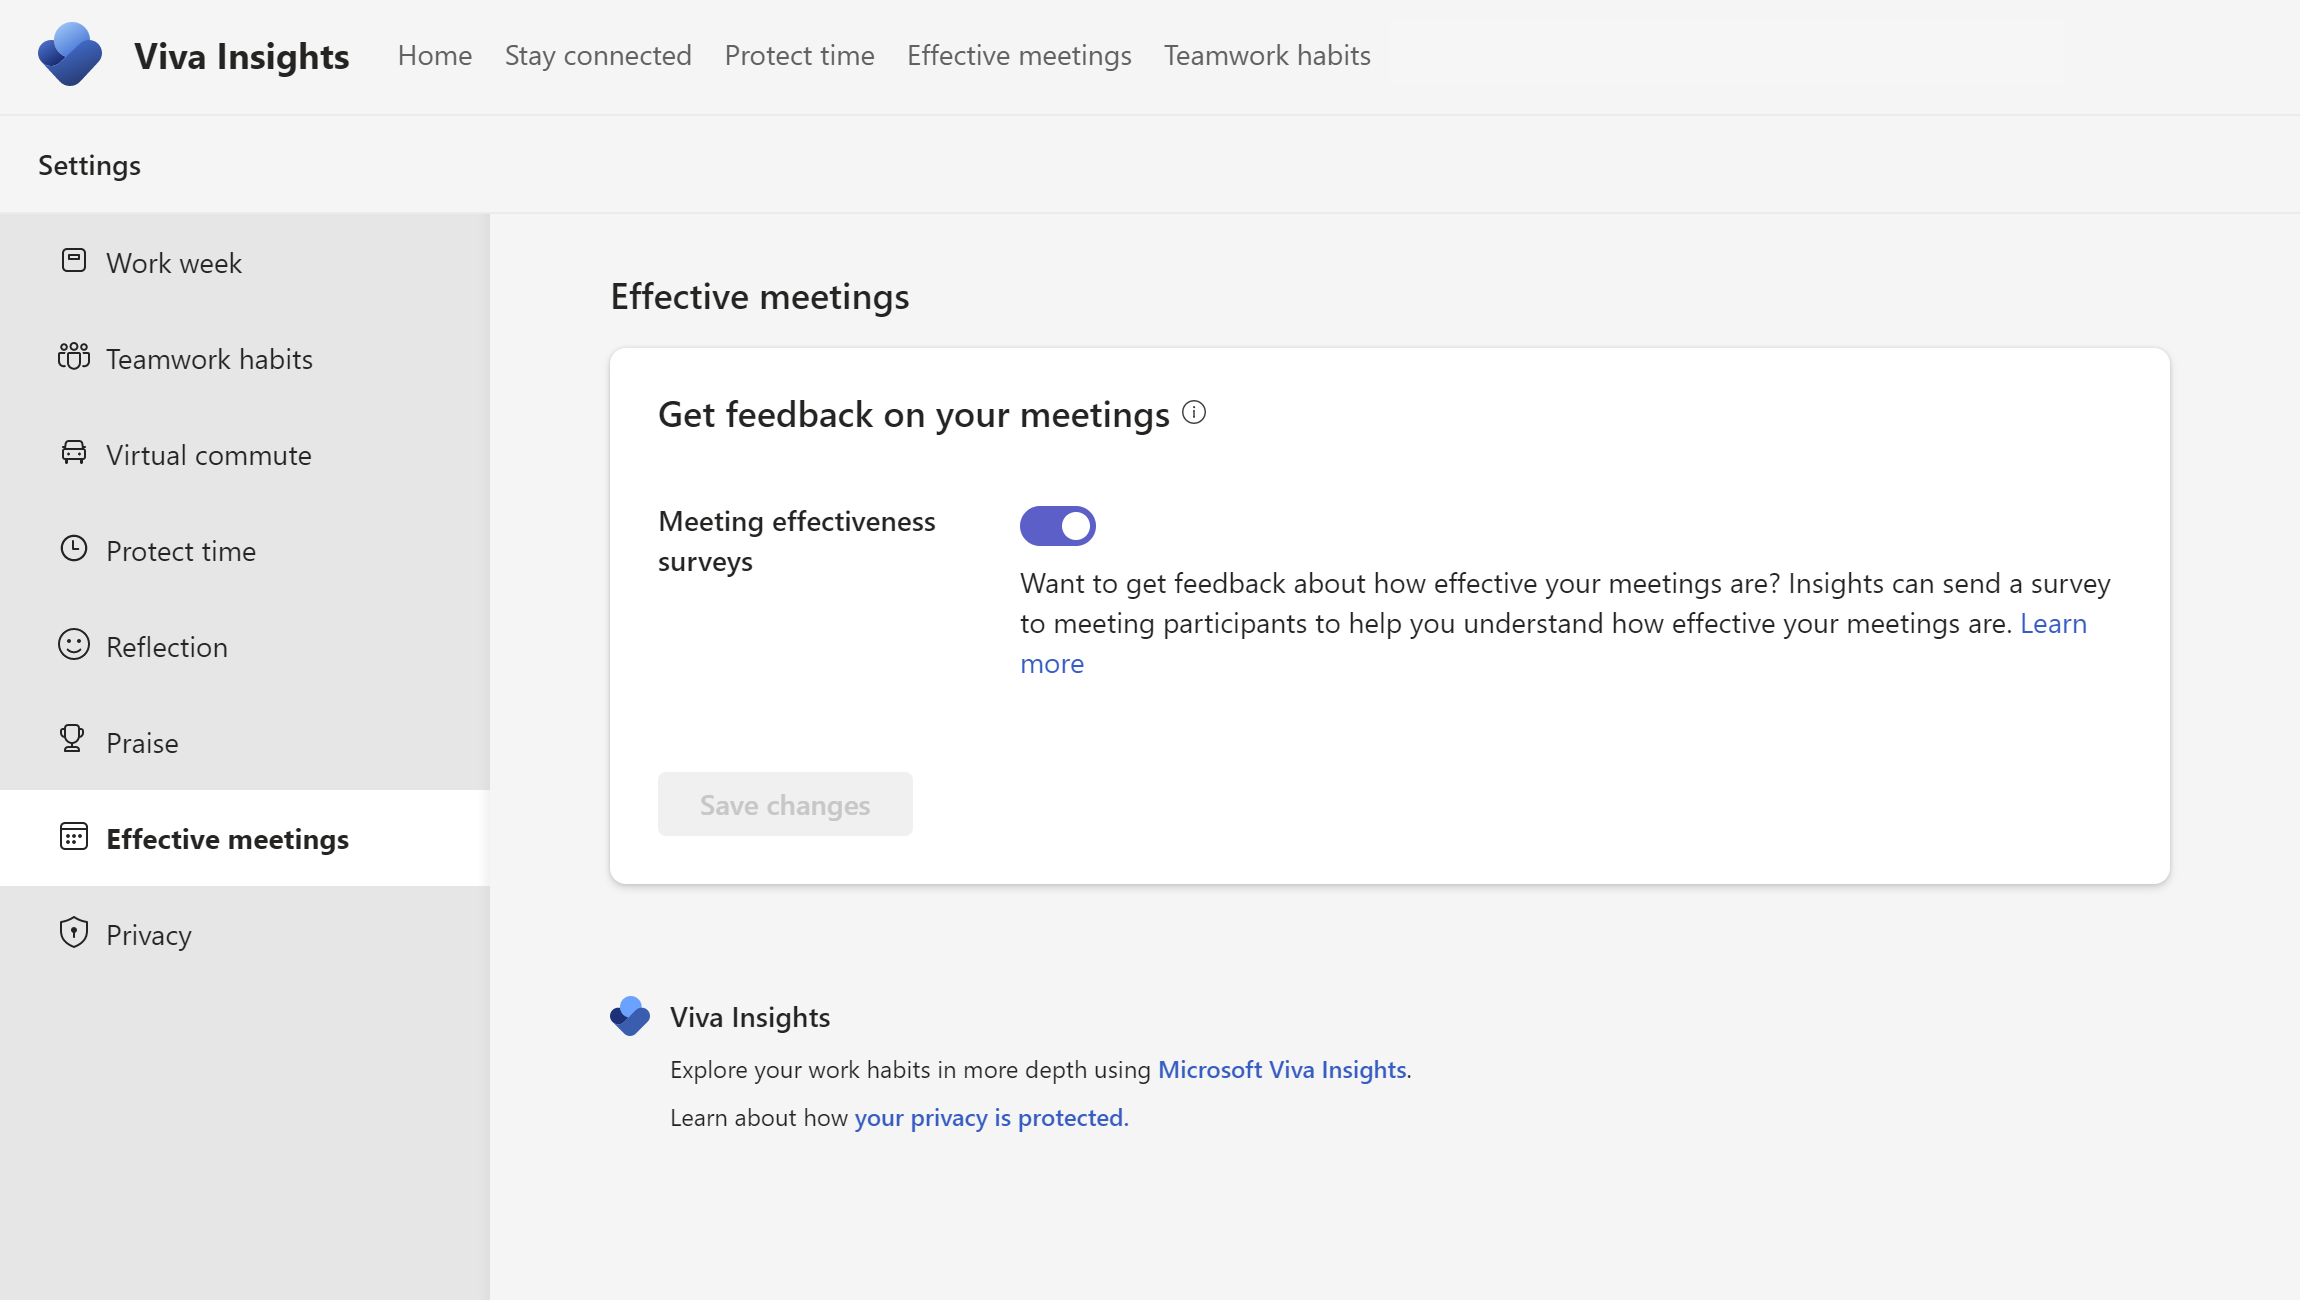 Viva Insights
Home
Stay connected
Protect time
Effective meetings
Teamwork habits
Settings
Work week
Teamwork habits
Virtual commute
Protect time
Reflection
Praise
Effective meetings
Privacy
Effective meetings
Get feedback on your meetings
Meeting effectiveness
surveys
Want to get feedback about how effective your meetings are? Insights can send a survey
to meeting participants to help you understand how effective your meetings are. Learn
more
Save changes
Viva Insights
Explore your work habits in more depth using Microsoft Viva Insights.
Learn about how your privacy is protected.